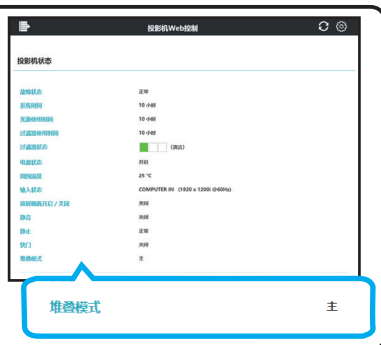 投影机Web控制
投影机状态
故障状态 正常
系统时间 10 小时
光源使用时间 10 小时
过滤器使用时间 10 小时
过滤器状态 (清洁)
电源状态 开启
周围温度 25 °C
输入状态 COMPUTER IN (1920 x 1200i @60Hz)
遮屏画面开启 / 关闭 关闭
静音 关闭
静止 正常
快门 关闭
堆叠模式 主
堆叠模式 主